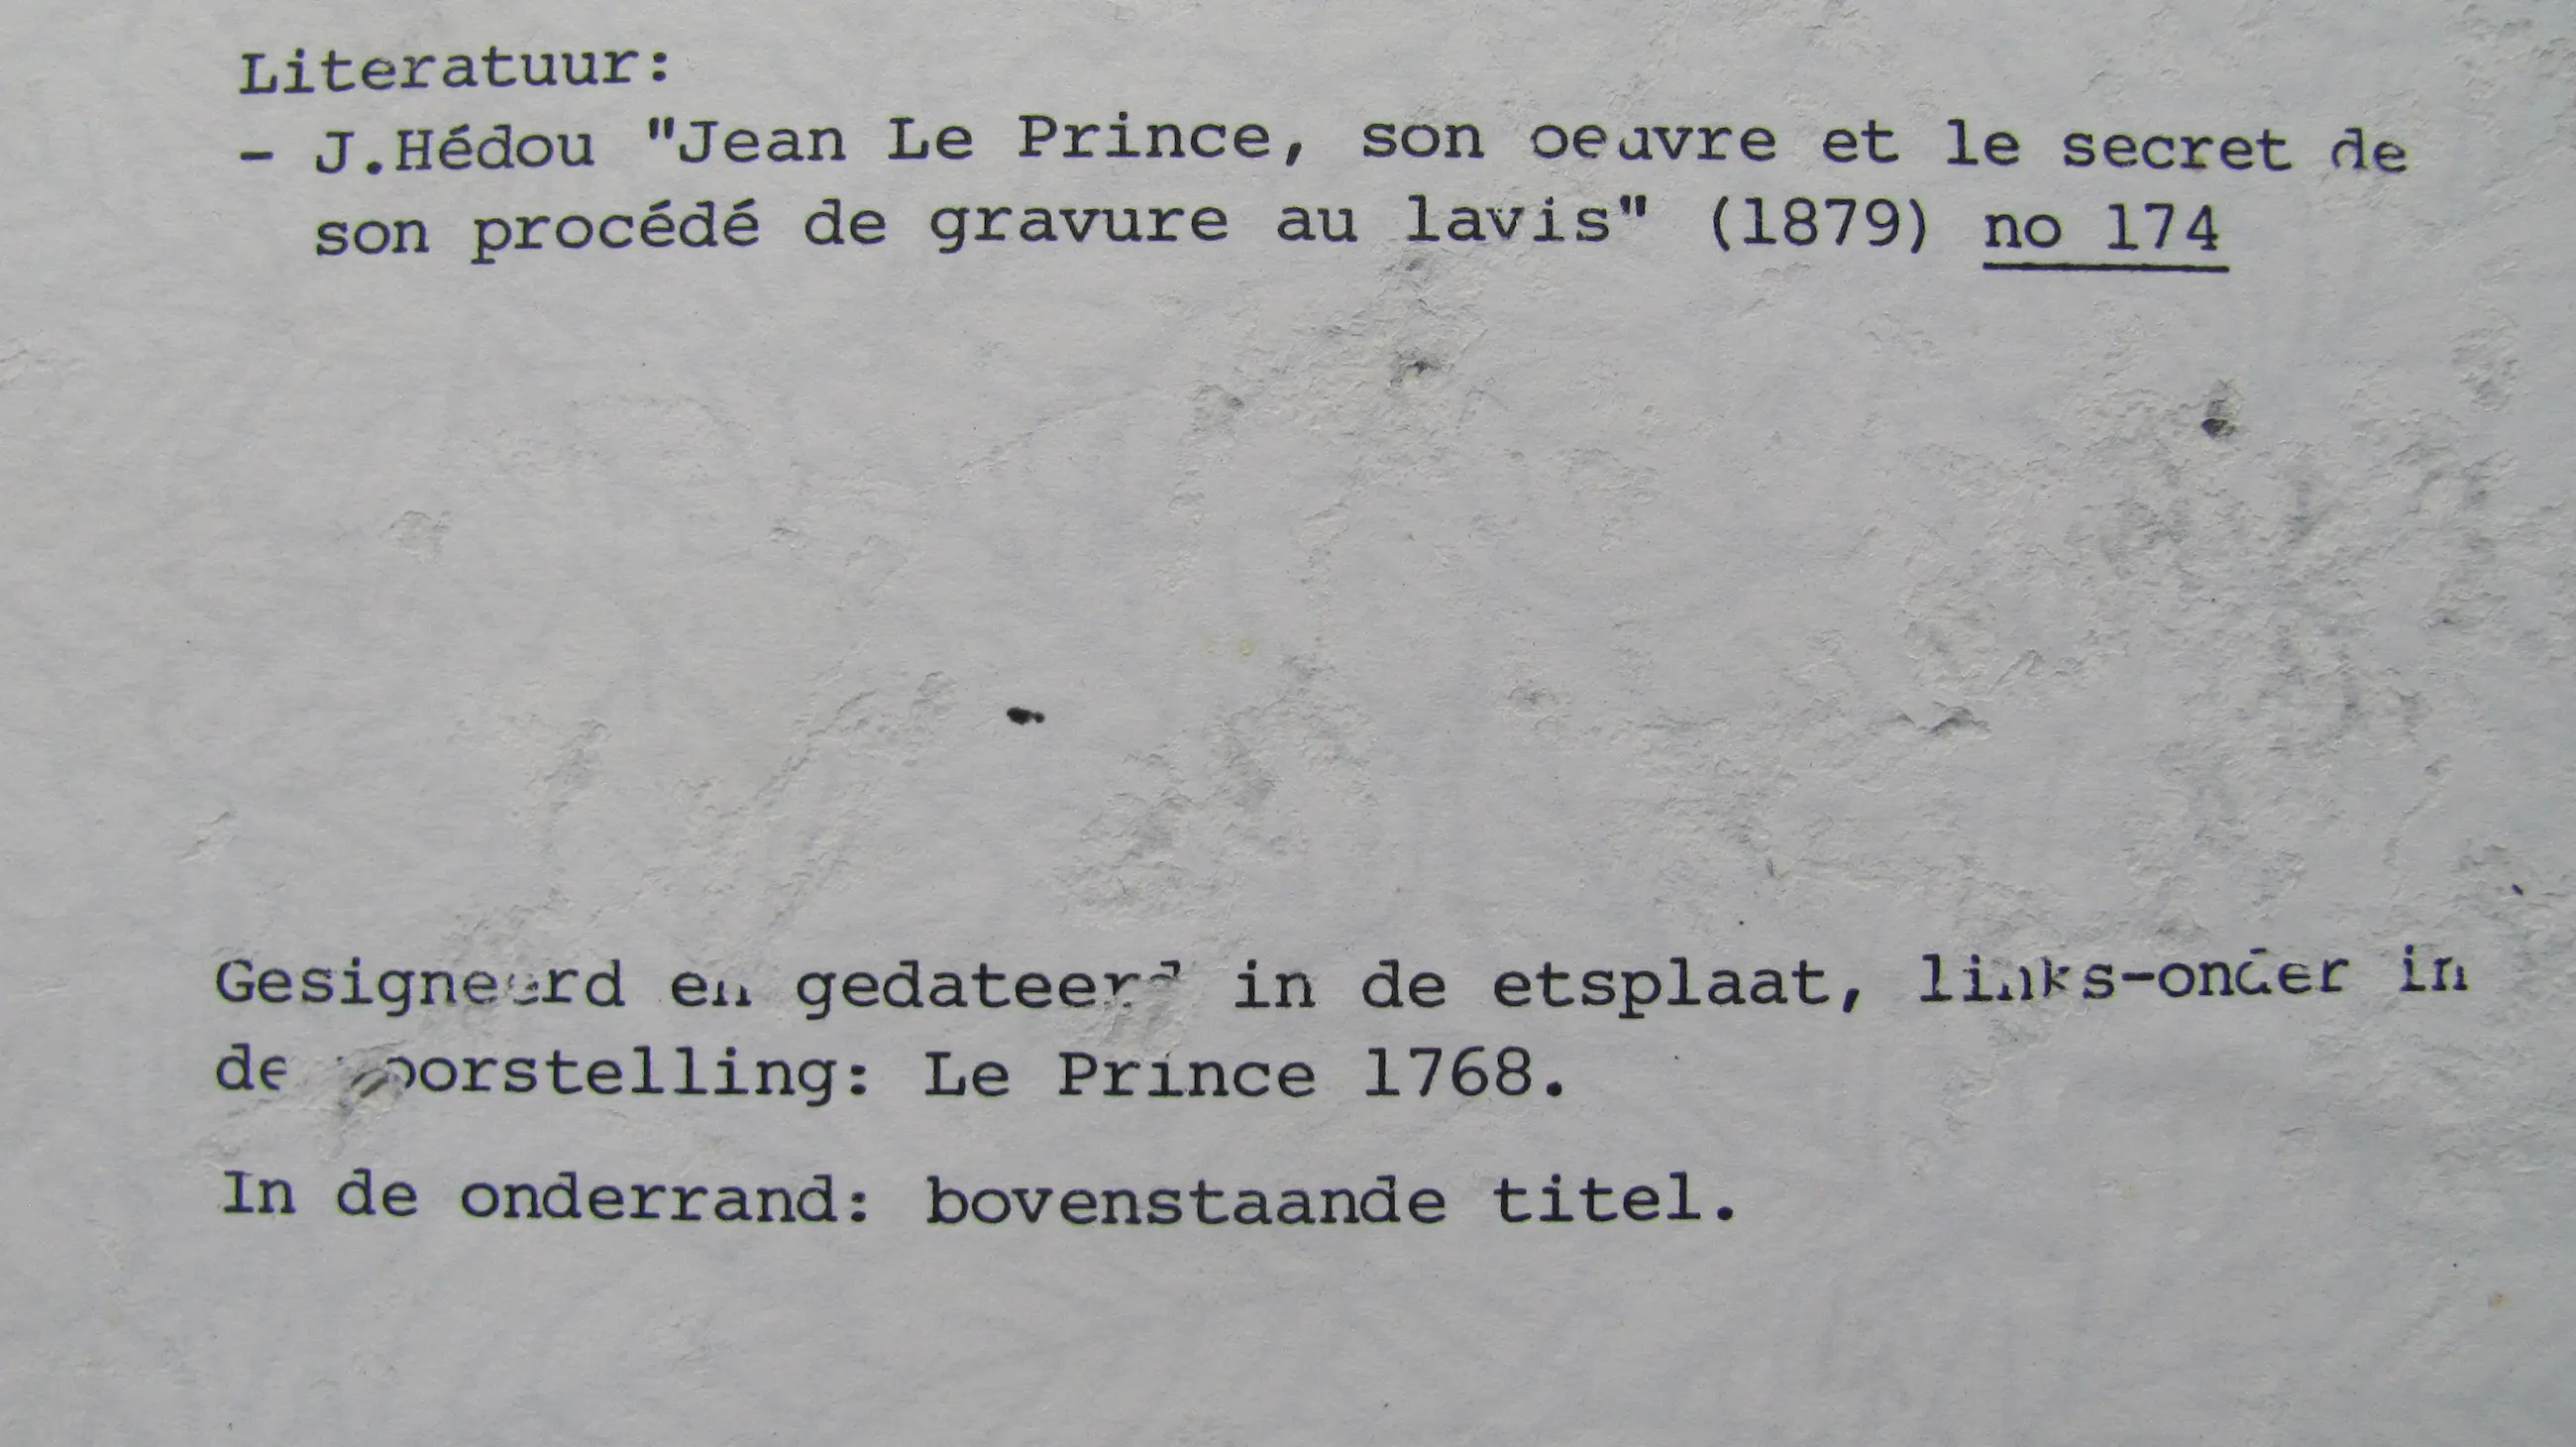 Literatuur:
- J.Hédou "Jean Le Prince, son oeuvre et le secret de
son procédé de gravure au lavis" (1879) no 174
Gesigneerd en gedateerd in de etsplaat, links-onder in
de voorstelling: Le Prince 1768.
In de onderrand: bovenstaande titel.